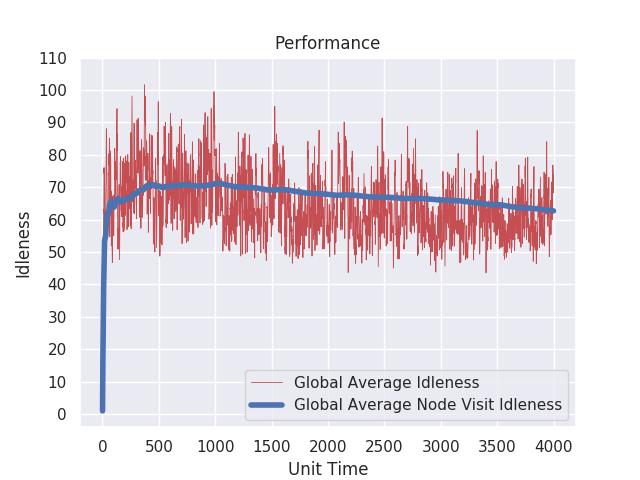 Performance
110
100
90
80
70
60
50
40
30
20
10
0
Idleness
Global Average Idleness
Global Average Node Visit Idleness
0 500 1000 1500 2000 2500 3000 3500 4000
Unit Time